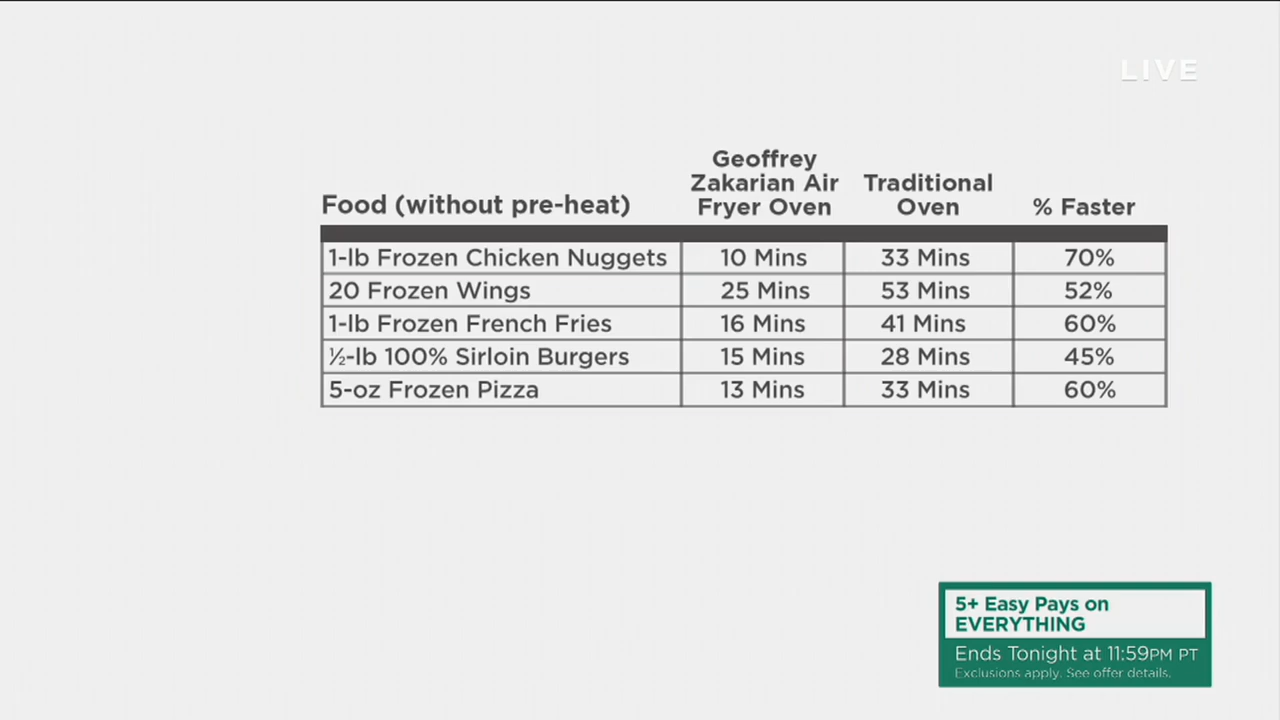 LIVE
Food (without pre-heat) Geoffrey Zakarian Air Fryer Oven Traditional Oven % Faster
1-lb Frozen Chicken Nuggets 10 Mins 33 Mins 70%
20 Frozen Wings 25 Mins 53 Mins 52%
1-lb Frozen French Fries 16 Mins 41 Mins 60%
½-lb 100% Sirloin Burgers 15 Mins 28 Mins 45%
5-oz Frozen Pizza 13 Mins 33 Mins 60%
5+ Easy Pays on
EVERYTHING
Ends Tonight at 11:59PM PT
Exclusions apply. See offer details.